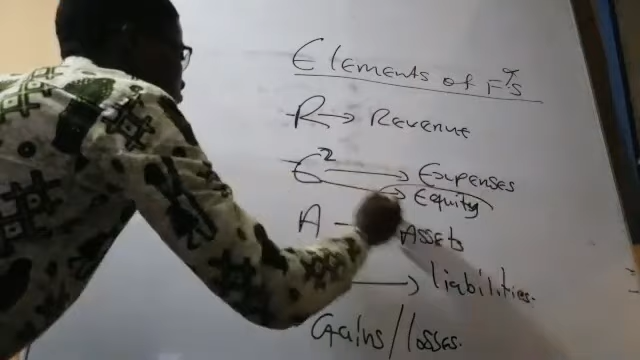 Elements of F's
R → Revenue
E² → Expenses
→ Equity
A — Assets
→ liabilities.
Gains/losses.